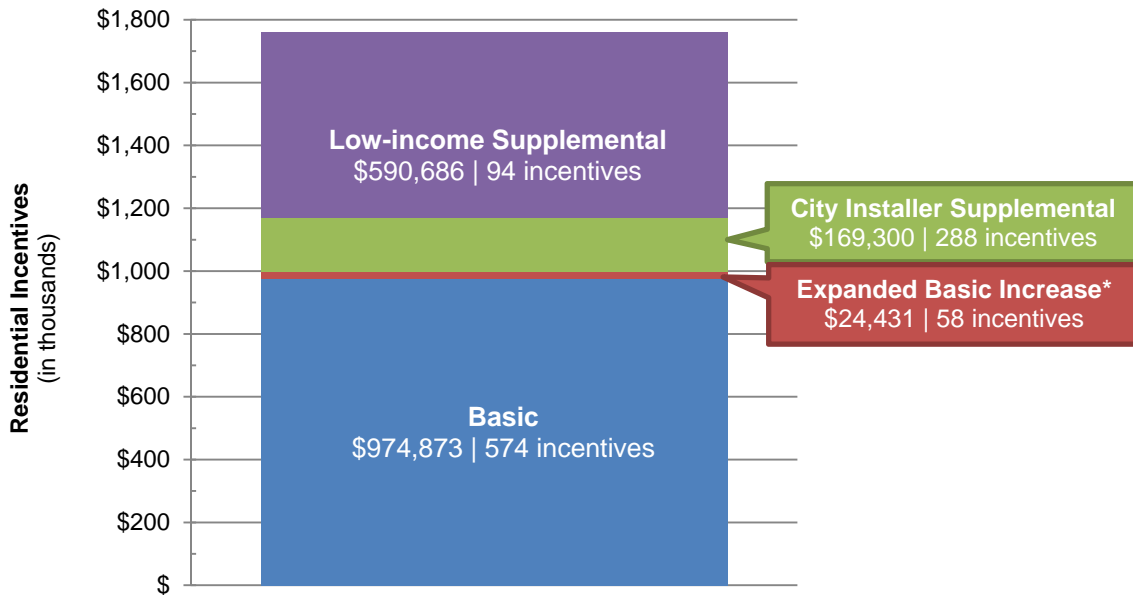 $1,800
$1,600
$1,400
$1,200
$1,000
$800
$600
$400
$200
$
Residential Incentives
(in thousands)
Low-income Supplemental
$590,686 | 94 incentives
City Installer Supplemental
$169,300 | 288 incentives
Expanded Basic Increase*
$24,431 | 58 incentives
Basic
$974,873 | 574 incentives